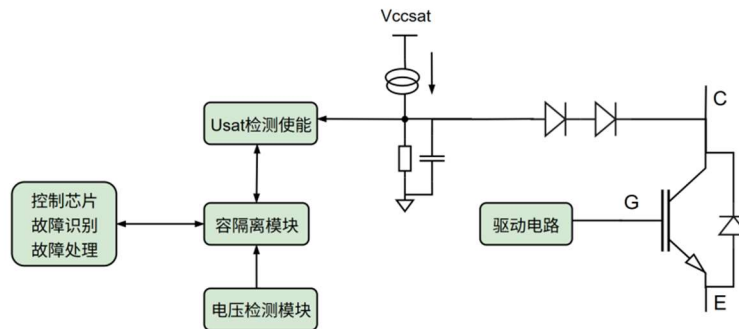 Vccsat
C
Usat检测使能
控制芯片
故障识别
故障处理
容隔离模块
G
驱动电路
电压检测模块
E